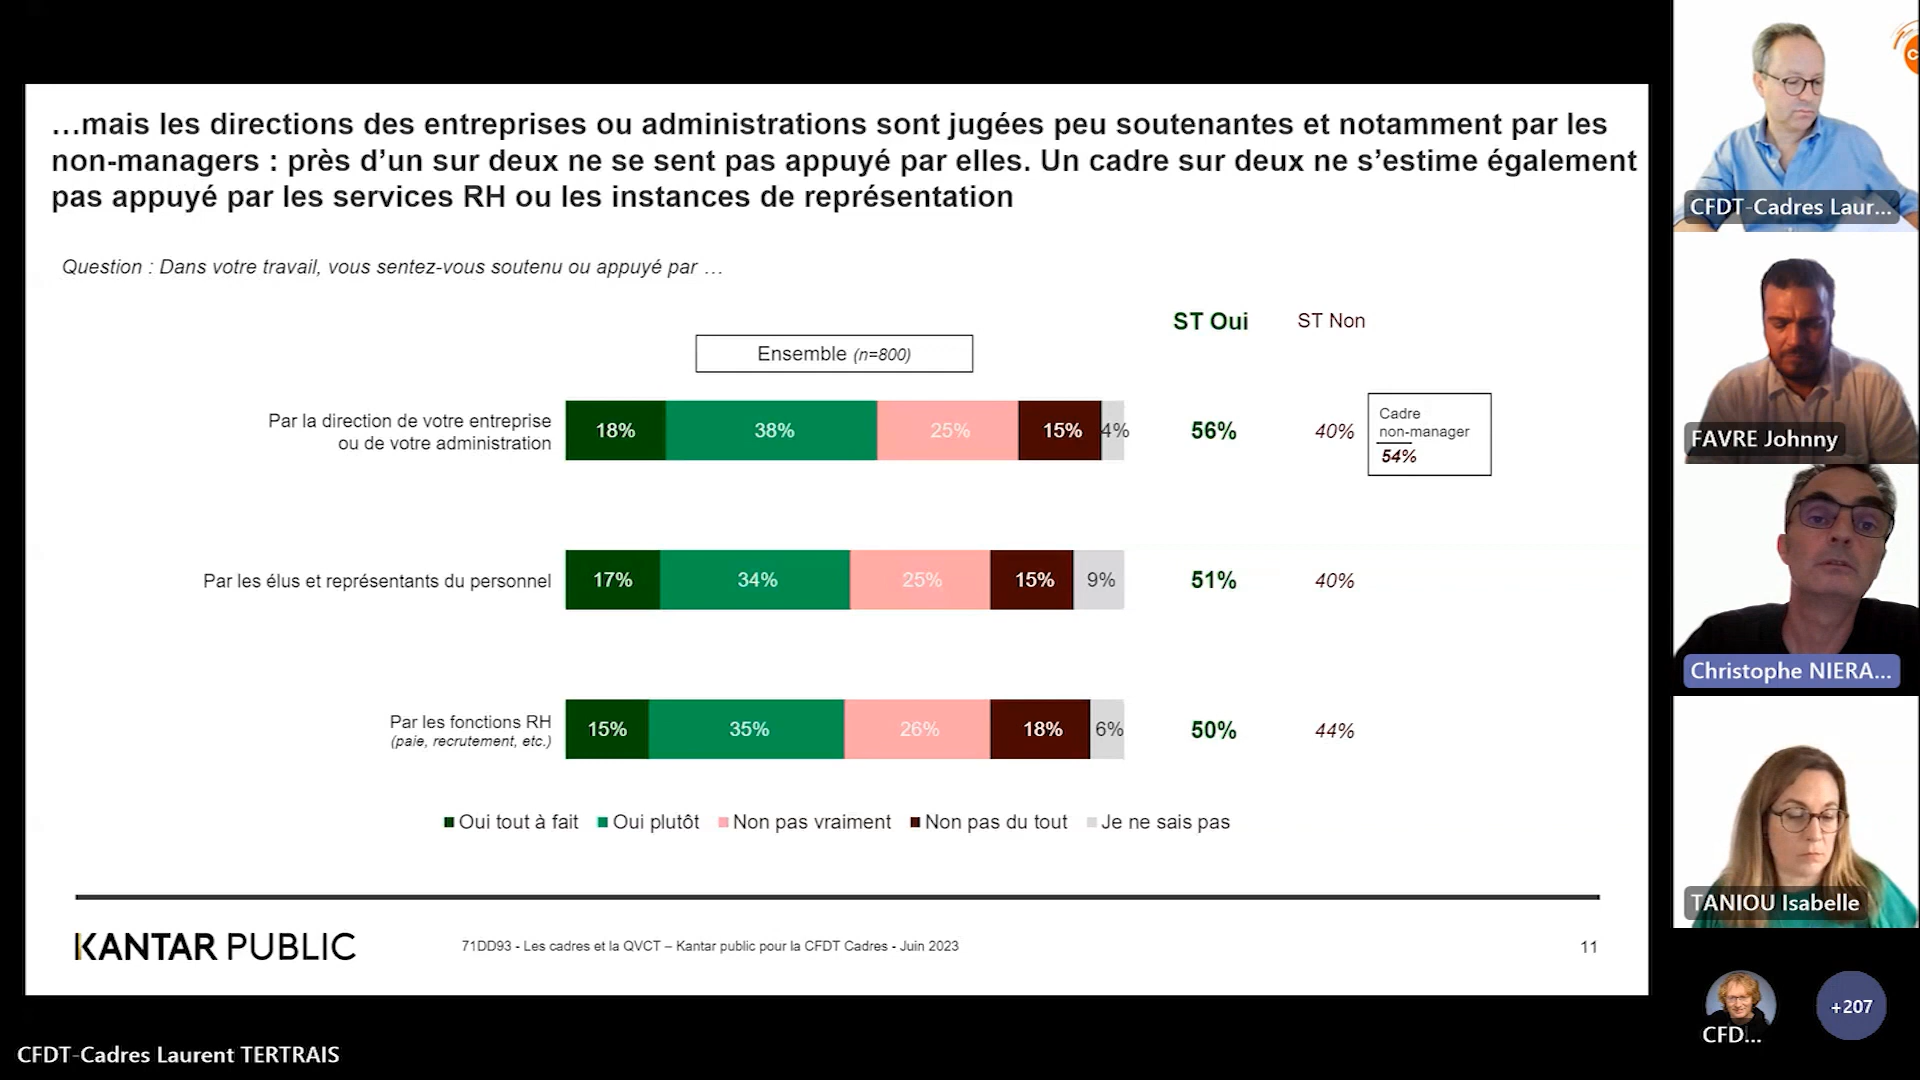 …mais les directions des entreprises ou administrations sont jugées peu soutenantes et notamment par les
non-managers : près d’un sur deux ne se sent pas appuyé par elles. Un cadre sur deux ne s’estime également
pas appuyé par les services RH ou les instances de représentation
Question : Dans votre travail, vous sentez-vous soutenu ou appuyé par …
ST Oui ST Non
Ensemble (n=800)
Par la direction de votre entreprise
ou de votre administration
18% 38% 25% 15% 4% 56% 40%
Cadre
non-manager
54%
Par les élus et représentants du personnel
17% 34% 25% 15% 9% 51% 40%
Par les fonctions RH
(paie, recrutement, etc.)
15% 35% 26% 18% 6% 50% 44%
Oui tout à fait Oui plutôt Non pas vraiment Non pas du tout Je ne sais pas
KANTAR PUBLIC
71DD93 - Les cadres et la QVCT – Kantar public pour la CFDT Cadres - Juin 2023
11
CFDT-Cadres Laurent TERTRAIS
C
CFDT-Cadres Laur...
FAVRE Johnny
Christophe NIERA...
TANIOU Isabelle
CFD...
+207